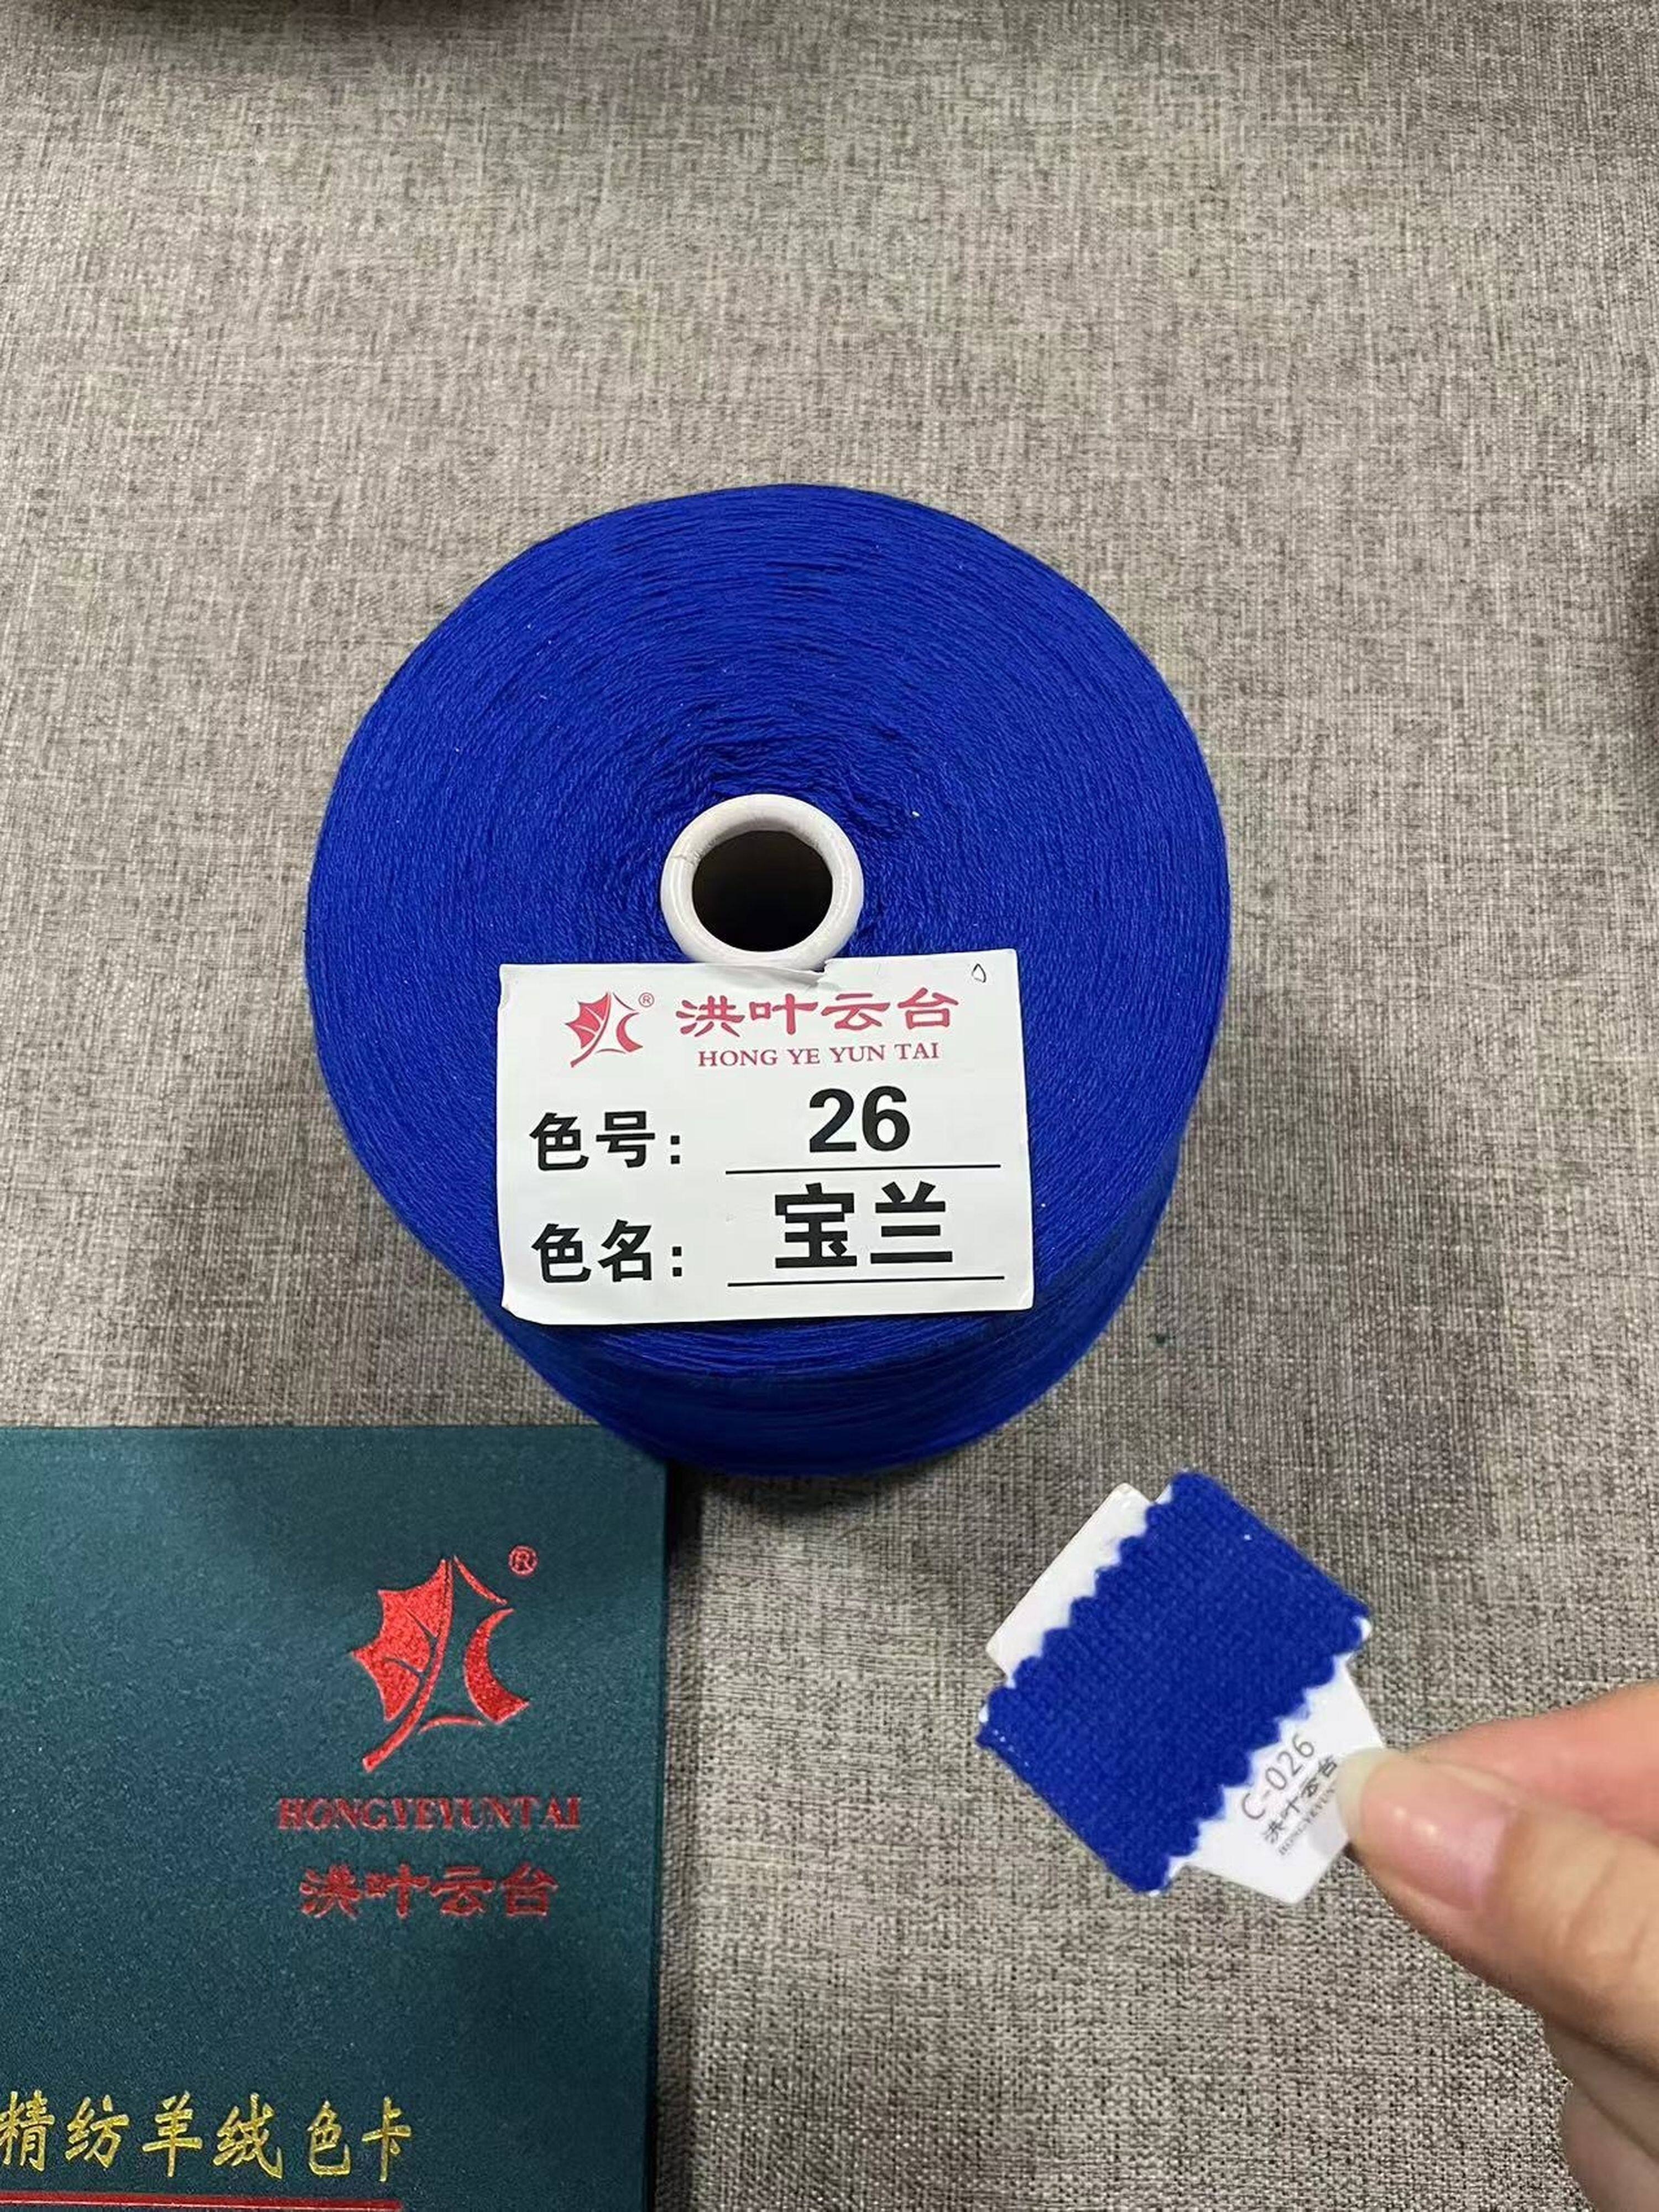 洪叶云台
HONG YE YUN TAI
色号: 26
色名: 宝兰
HONGYEYUNTAI
洪叶云台
精纺羊绒色卡
C-026
洪叶云台